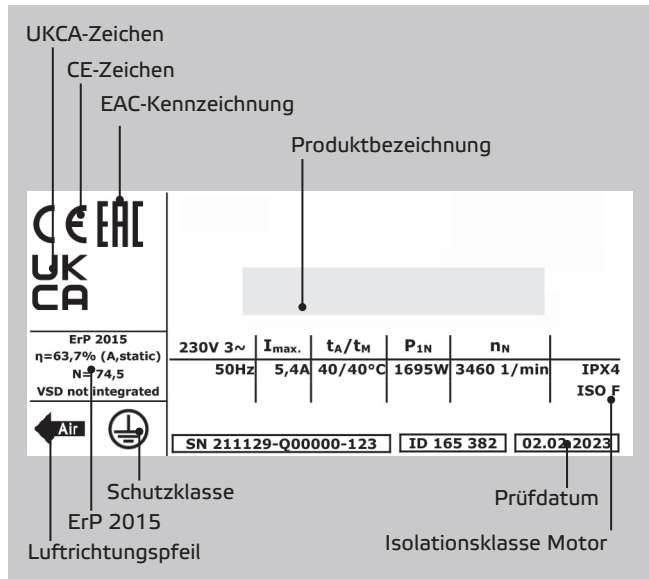 UKCA-Zeichen
CE-Zeichen
EAC-Kennzeichnung
Produktbezeichnung
CE EAC
UK
CA
ErP 2015
η=63,7% (A,static)
N= 74,5
VSD not integrated
230V 3~ Imax. tA/tM P1N nN
50Hz 5,4A 40/40°C 1695W 3460 1/min IPX4
ISO F
Air
SN 211129-Q00000-123 ID 165 382 02.02.2023
Schutzklasse
Prüfdatum
ErP 2015
Isolationsklasse Motor
Luftrichtungspfeil